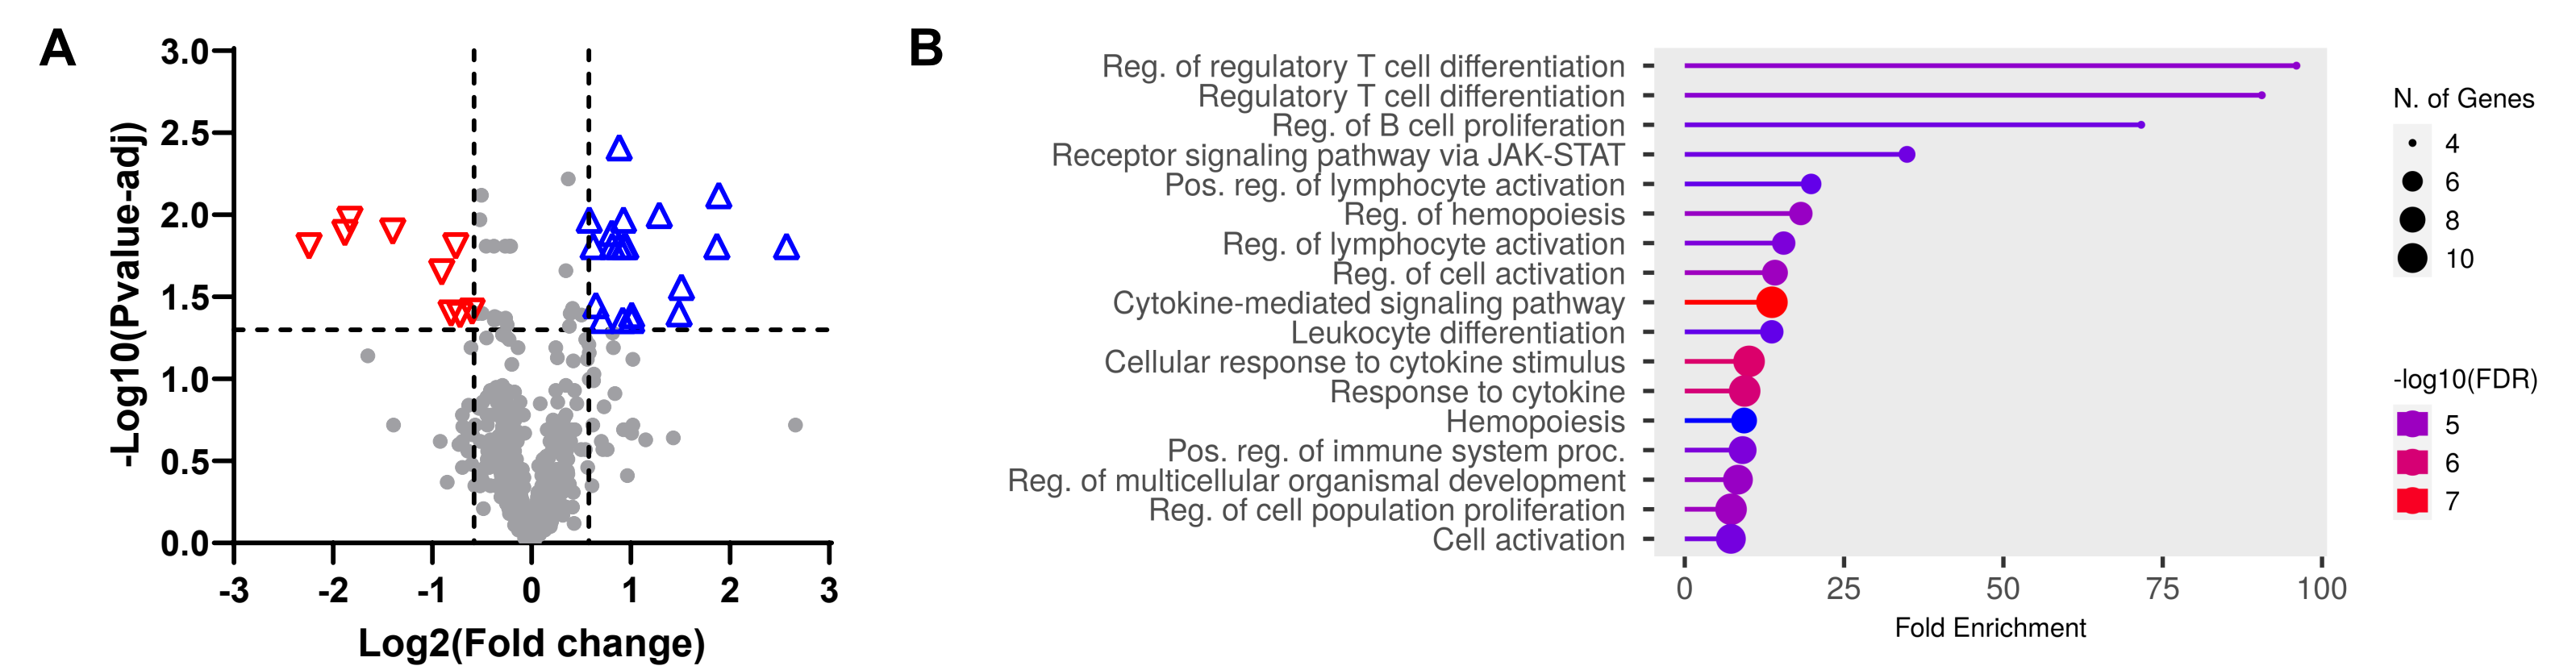 A
3.0
2.5
2.0
1.5
1.0
0.5
0.0
-Log10(Pvalue-adj)
-3 -2 -1 0 1 2 3
Log2(Fold change)
B
Reg. of regulatory T cell differentiation
Regulatory T cell differentiation
Reg. of B cell proliferation
Receptor signaling pathway via JAK-STAT
Pos. reg. of lymphocyte activation
Reg. of hemopoiesis
Reg. of lymphocyte activation
Reg. of cell activation
Cytokine-mediated signaling pathway
Leukocyte differentiation
Cellular response to cytokine stimulus
Response to cytokine
Hemopoiesis
Pos. reg. of immune system proc.
Reg. of multicellular organismal development
Reg. of cell population proliferation
Cell activation
0 25 50 75 100
Fold Enrichment
N. of Genes
4
6
8
10
-log10(FDR)
5
6
7